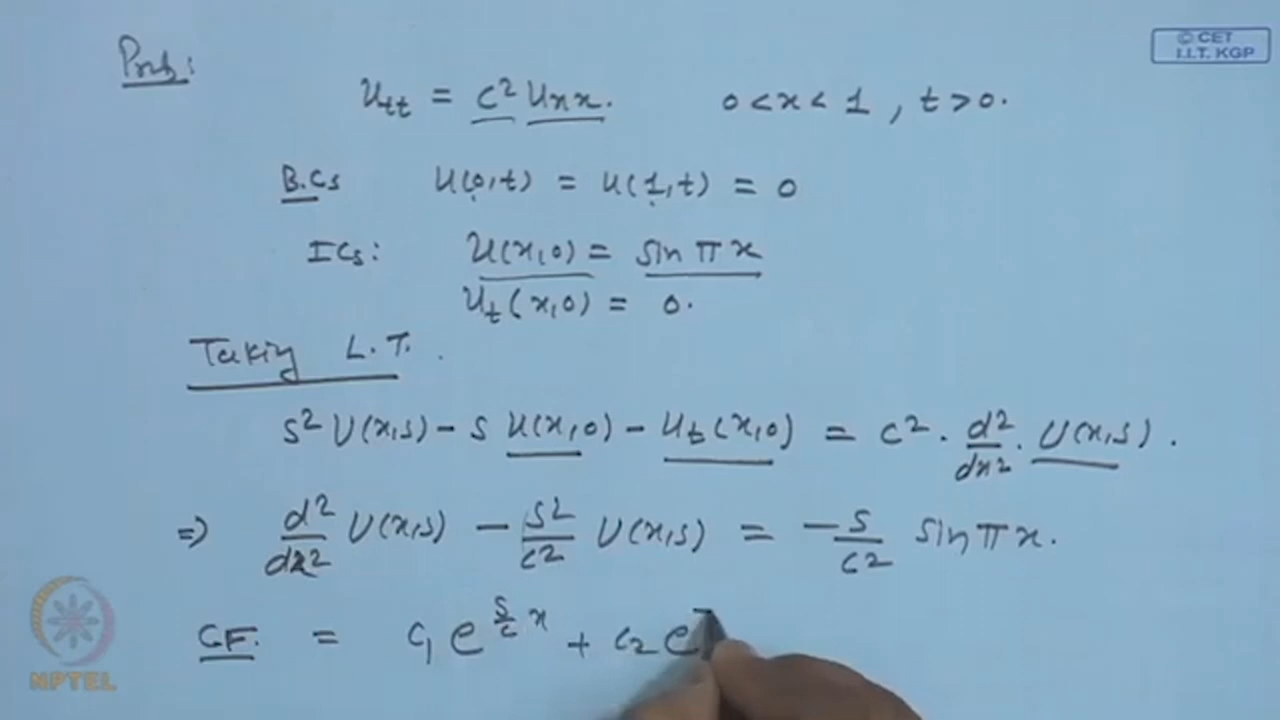 © CET
I.I.T. KGP
Prob:
u_tt = c² u_xx. 0 < x < 1, t > 0.
B.Cs u(0,t) = u(1,t) = 0
ICs: u(x,0) = sin πx
u_t(x,0) = 0.
Taking L.T.
s² U(x,s) - s u(x,0) - u_t(x,0) = c² · d²/dx² · U(x,s).
=> d²/dx² U(x,s) - s²/c² U(x,s) = -s/c² sin πx.
C.F. = c₁ e^(s/c x) + c₂ e^-
NPTEL